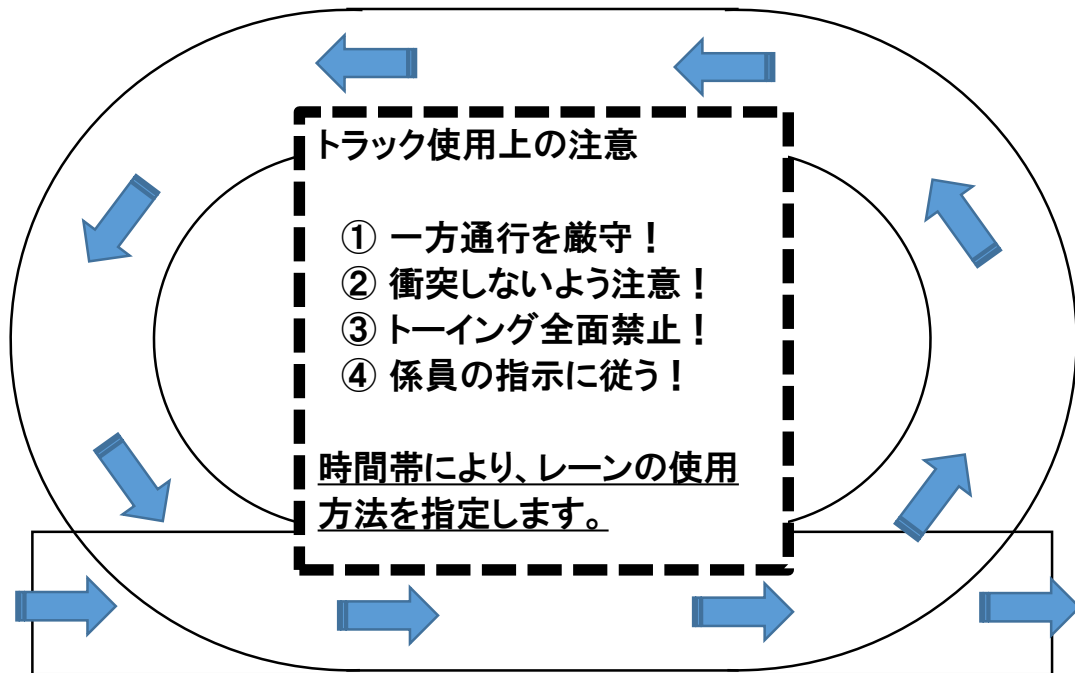 トラック使用上の注意
① 一方通行を厳守！
② 衝突しないよう注意！
③ トーイング全面禁止！
④ 係員の指示に従う！
時間帯により、レーンの使用
方法を指定します。